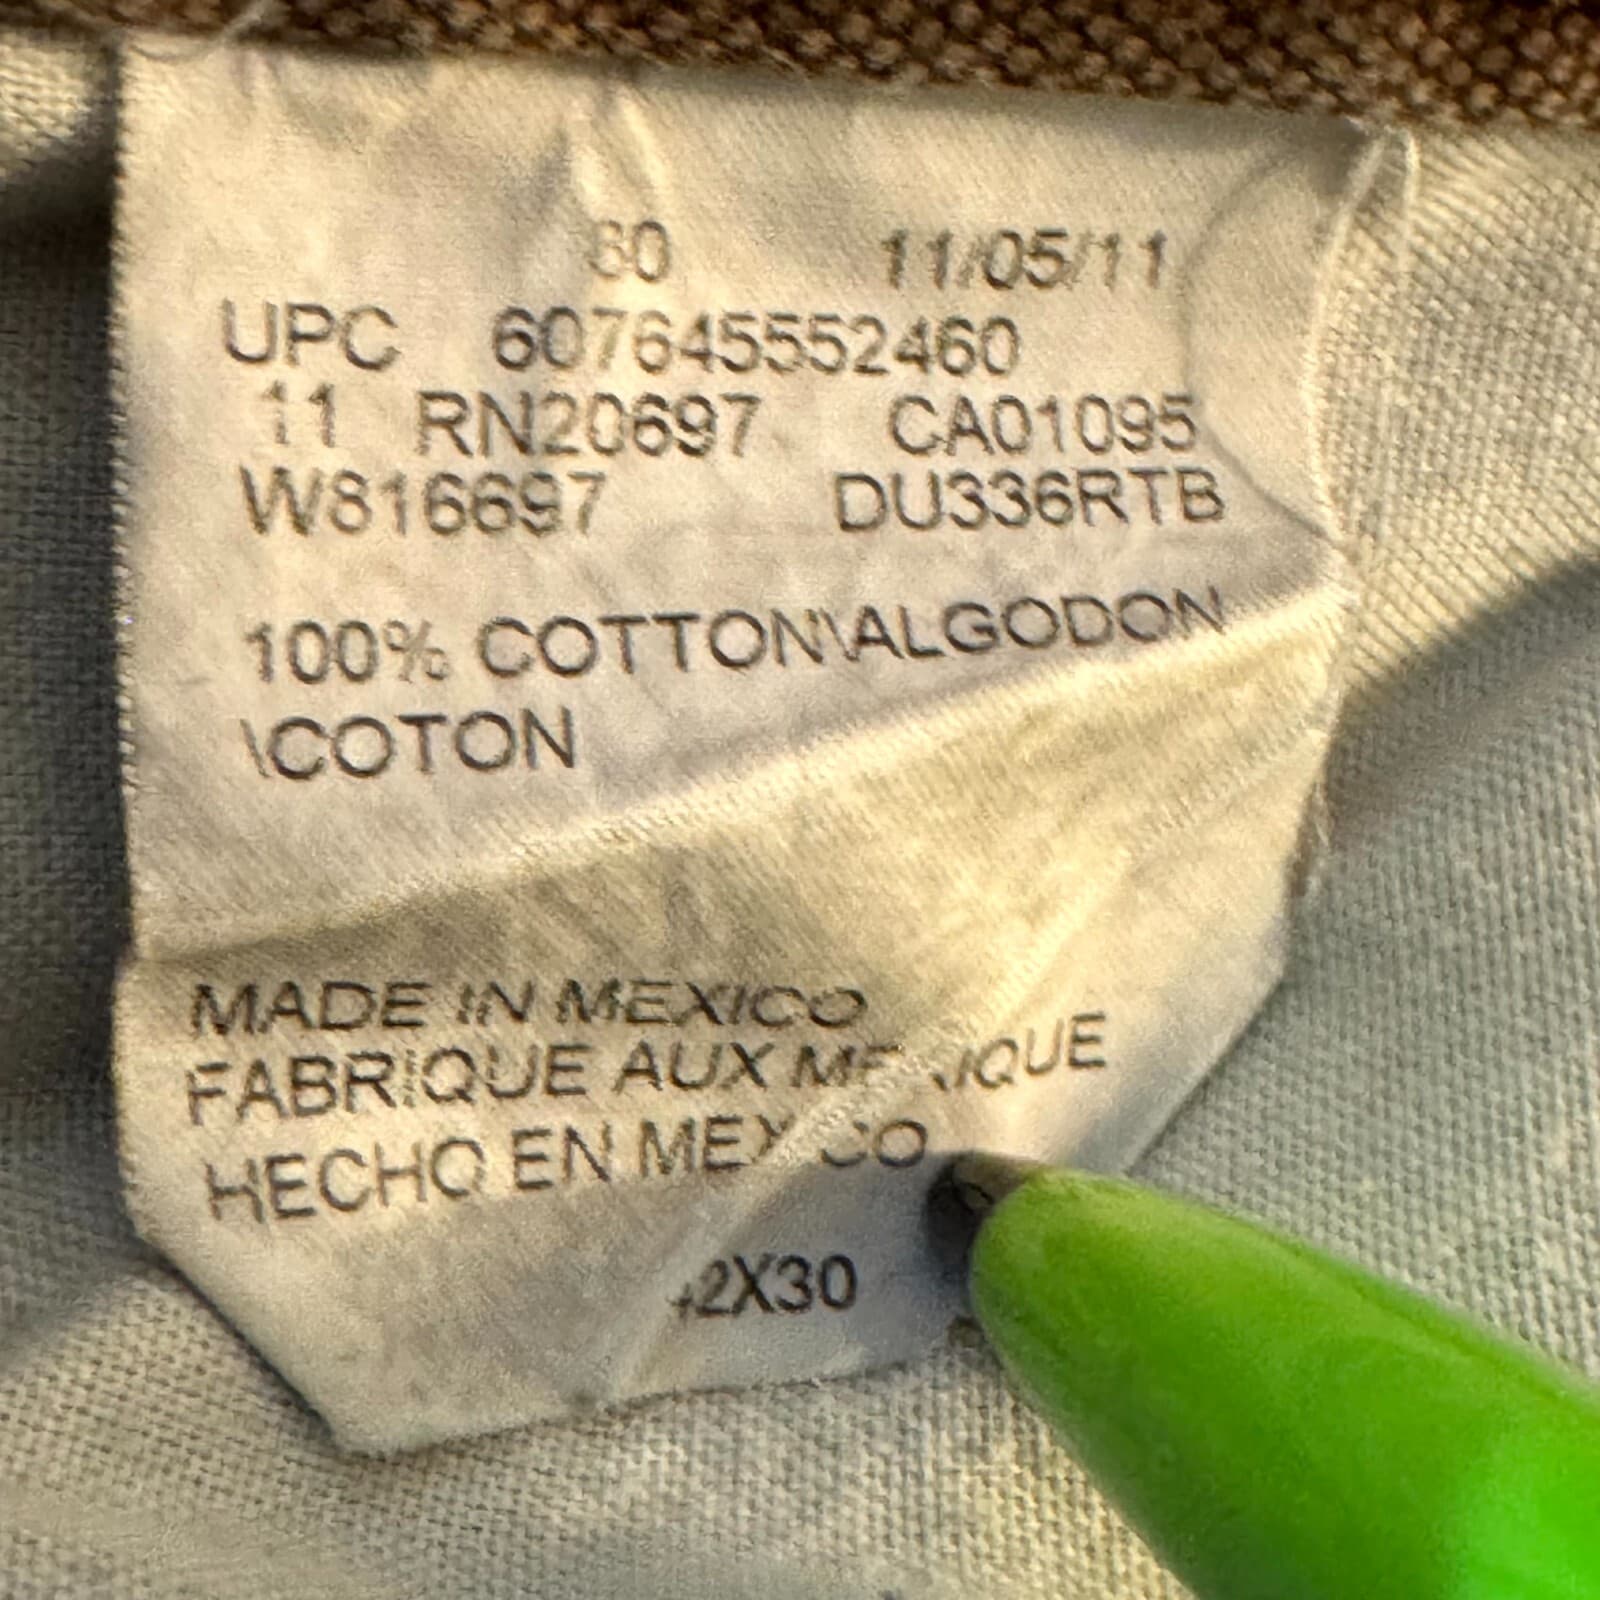 80 11/05/11
UPC 607645552460
11 RN20697 CA01095
W816697 DU336RTB
100% COTTON\ALGODON
\COTON
MADE IN MEXICO
FABRIQUE AUX
HECHO EN MEXICO
42X30